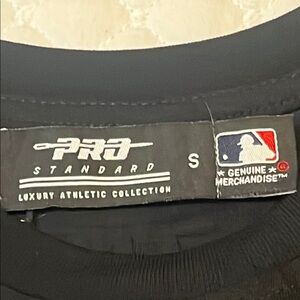 PRO
STANDARD
LUXURY ATHLETIC COLLECTION
S
GENUINE
MERCHANDISE™